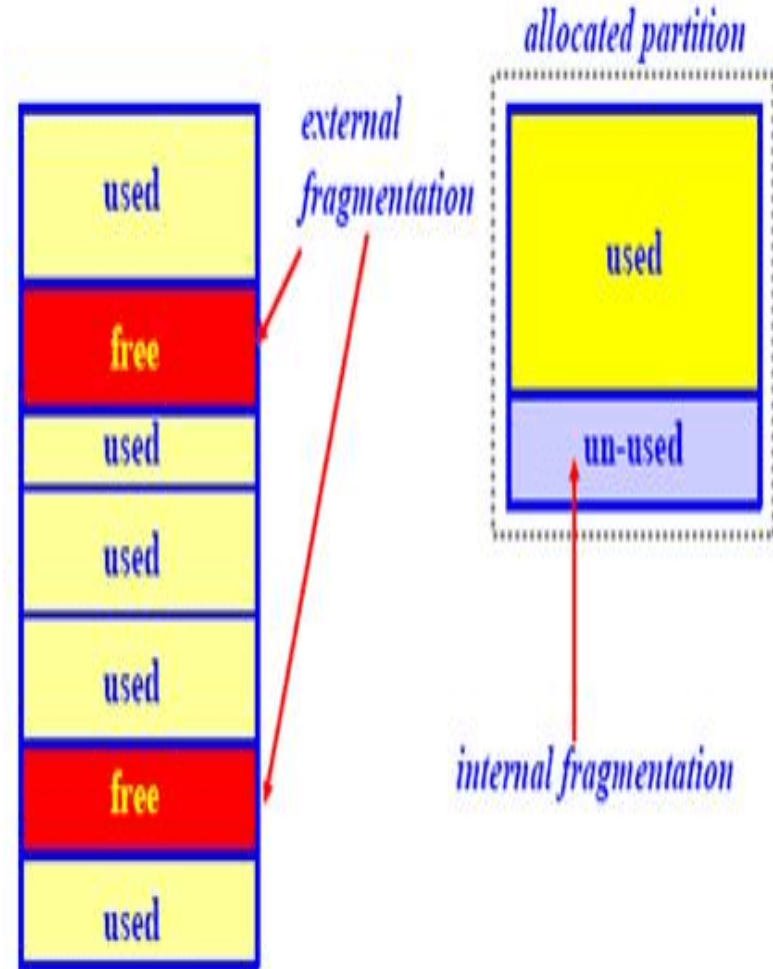 allocated partition
external
fragmentation
used
free
used
used
used
free
used
used
un-used
internal fragmentation